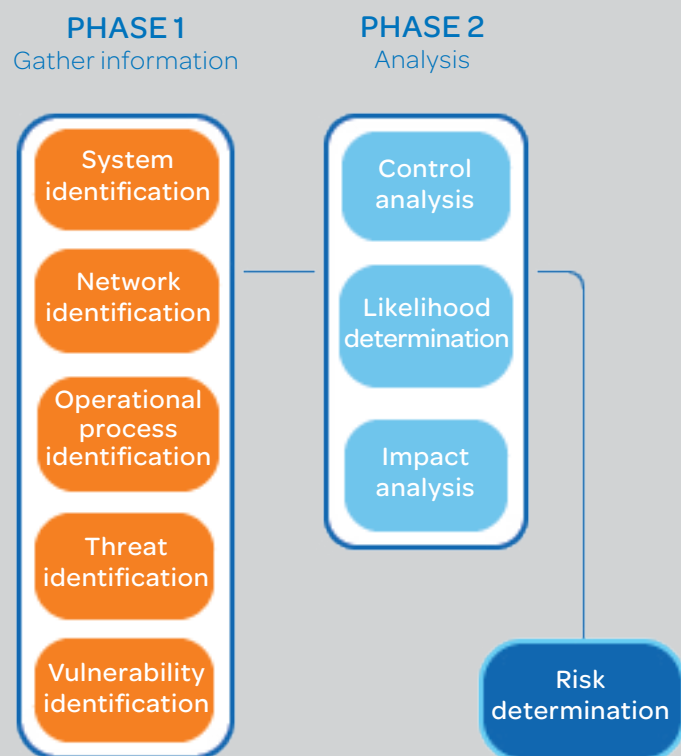 PHASE 1
Gather information
System
identification
Network
identification
Operational
process
identification
Threat
identification
Vulnerability
identification
PHASE 2
Analysis
Control
analysis
Likelihood
determination
Impact
analysis
Risk
determination